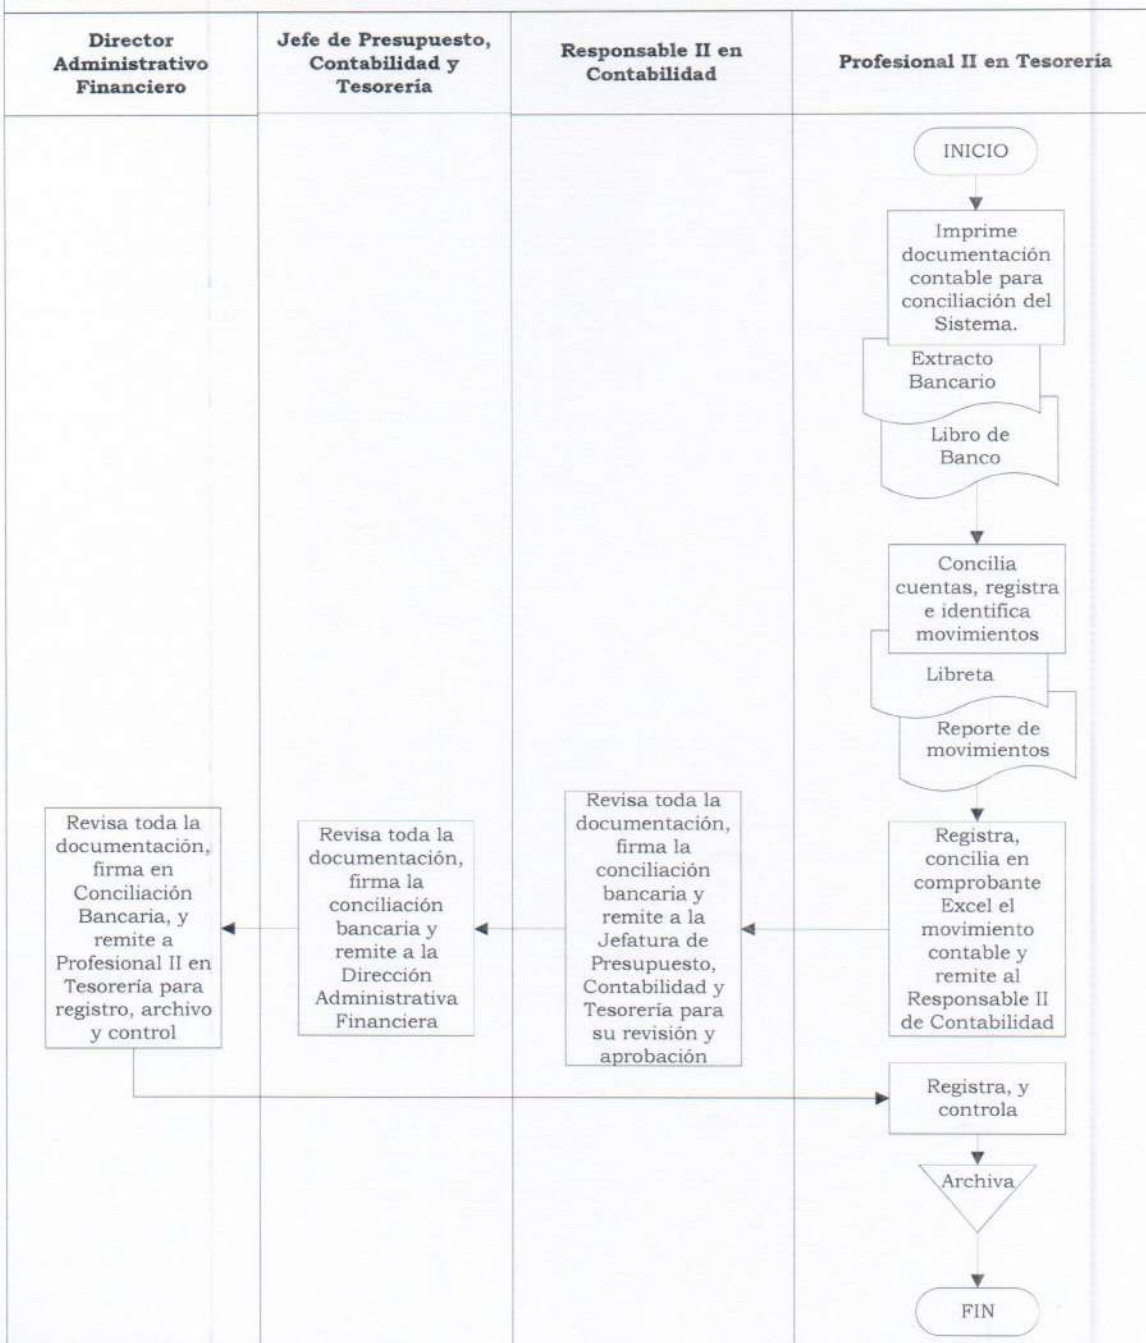 Director
Administrativo
Financiero
Jefe de Presupuesto,
Contabilidad y
Tesorería
Responsable II en
Contabilidad
Profesional II en Tesorería
INICIO
Imprime
documentación
contable para
conciliación del
Sistema.
Extracto
Bancario
Libro de
Banco
Concilia
cuentas, registra
e identifica
movimientos
Libreta
Reporte de
movimientos
Registra,
concilia en
comprobante
Excel el
movimiento
contable y
remite al
Responsable II
de Contabilidad
Revisa toda la
documentación,
firma la
conciliación
bancaria y
remite a la
Jefatura de
Presupuesto,
Contabilidad y
Tesorería para
su revisión y
aprobación
Revisa toda la
documentación,
firma la
conciliación
bancaria y
remite a la
Dirección
Administrativa
Financiera
Revisa toda la
documentación,
firma en
Conciliación
Bancaria, y
remite a
Profesional II en
Tesorería para
registro, archivo
y control
Registra, y
controla
Archiva
FIN